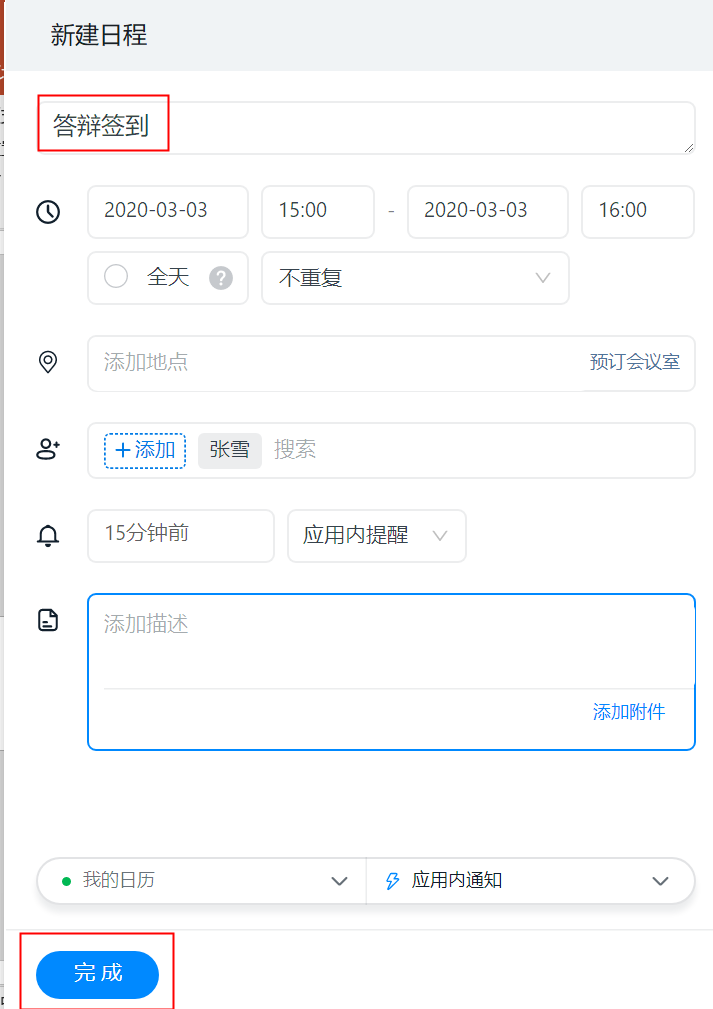 新建日程
答辩签到
2020-03-03 15:00 - 2020-03-03 16:00
全天 ? 不重复
添加地点 预订会议室
+添加 张雪 搜索
15分钟前 应用内提醒
添加描述
添加附件
我的日历 应用内通知
完成